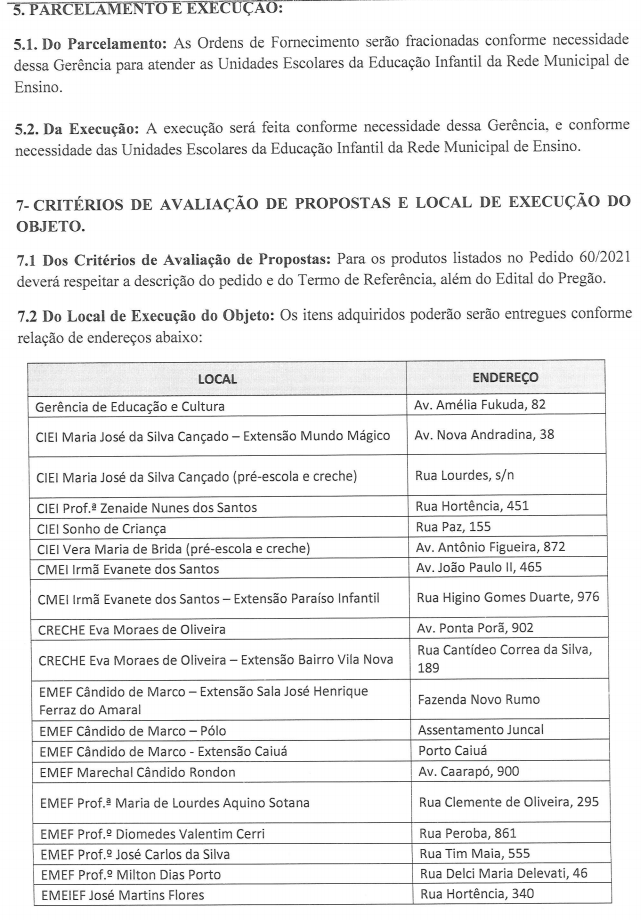 5. PARCELAMENTO E EXECUÇÃO:
5.1. Do Parcelamento: As Ordens de Fornecimento serão fracionadas conforme necessidade
dessa Gerência para atender as Unidades Escolares da Educação Infantil da Rede Municipal de
Ensino.
5.2. Da Execução: A execução será feita conforme necessidade dessa Gerência, e conforme
necessidade das Unidades Escolares da Educação Infantil da Rede Municipal de Ensino.
7- CRITÉRIOS DE AVALIAÇÃO DE PROPOSTAS E LOCAL DE EXECUÇÃO DO
OBJETO.
7.1 Dos Critérios de Avaliação de Propostas: Para os produtos listados no Pedido 60/2021
deverá respeitar a descrição do pedido e do Termo de Referência, além do Edital do Pregão.
7.2 Do Local de Execução do Objeto: Os itens adquiridos poderão serão entregues conforme
relação de endereços abaixo:
LOCAL ENDEREÇO
Gerência de Educação e Cultura Av. Amélia Fukuda, 82
CIEI Maria José da Silva Cançado – Extensão Mundo Mágico Av. Nova Andradina, 38
CIEI Maria José da Silva Cançado (pré-escola e creche) Rua Lourdes, s/n
CIEI Prof.ª Zenaide Nunes dos Santos Rua Hortência, 451
CIEI Sonho de Criança Rua Paz, 155
CIEI Vera Maria de Brida (pré-escola e creche) Av. Antônio Figueira, 872
CMEI Irmã Evanete dos Santos Av. João Paulo II, 465
CMEI Irmã Evanete dos Santos – Extensão Paraíso Infantil Rua Higino Gomes Duarte, 976
CRECHE Eva Moraes de Oliveira Av. Ponta Porã, 902
CRECHE Eva Moraes de Oliveira – Extensão Bairro Vila Nova Rua Cantídeo Correa da Silva,
189
EMEF Cândido de Marco – Extensão Sala José Henrique
Ferraz do Amaral Fazenda Novo Rumo
EMEF Cândido de Marco – Pólo Assentamento Juncal
EMEF Cândido de Marco - Extensão Caiuá Porto Caiuá
EMEF Marechal Cândido Rondon Av. Caarapó, 900
EMEF Prof.ª Maria de Lourdes Aquino Sotana Rua Clemente de Oliveira, 295
EMEF Prof.º Diomedes Valentim Cerri Rua Peroba, 861
EMEF Prof.º José Carlos da Silva Rua Tim Maia, 555
EMEF Prof.º Milton Dias Porto Rua Delci Maria Delevati, 46
EMEIEF José Martins Flores Rua Hortência, 340